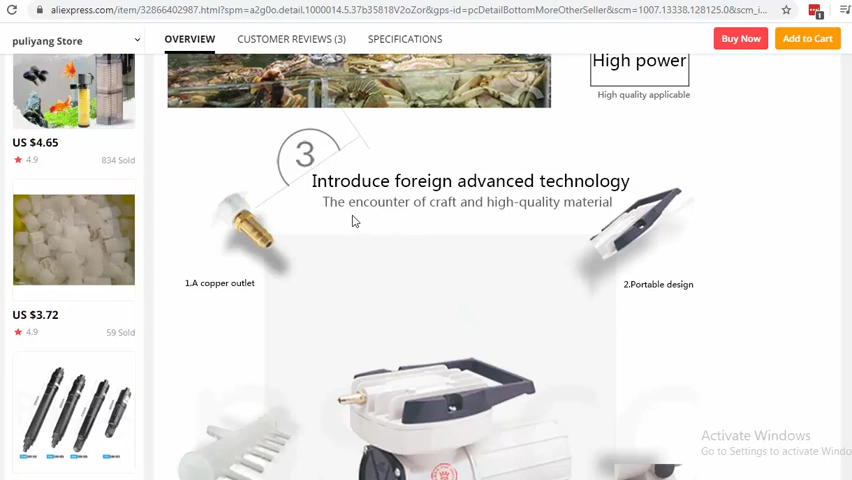 aliexpress.com/item/32866402987.html?spm=a2g0o.detail.1000014.5.37b35818V2oZor&gps-id=pcDetailBottomMoreOtherSeller&scm=1007.13338.128125.0&scm_i...
1
puliyang Store
OVERVIEW
CUSTOMER REVIEWS (3)
SPECIFICATIONS
Buy Now
Add to Cart
High power
High quality applicable
US $4.65
4.9
834 Sold
3
Introduce foreign advanced technology
The encounter of craft and high-quality material
1.A copper outlet
2.Portable design
US $3.72
4.9
59 Sold
Activate Windows
Go to Settings to activate Windo